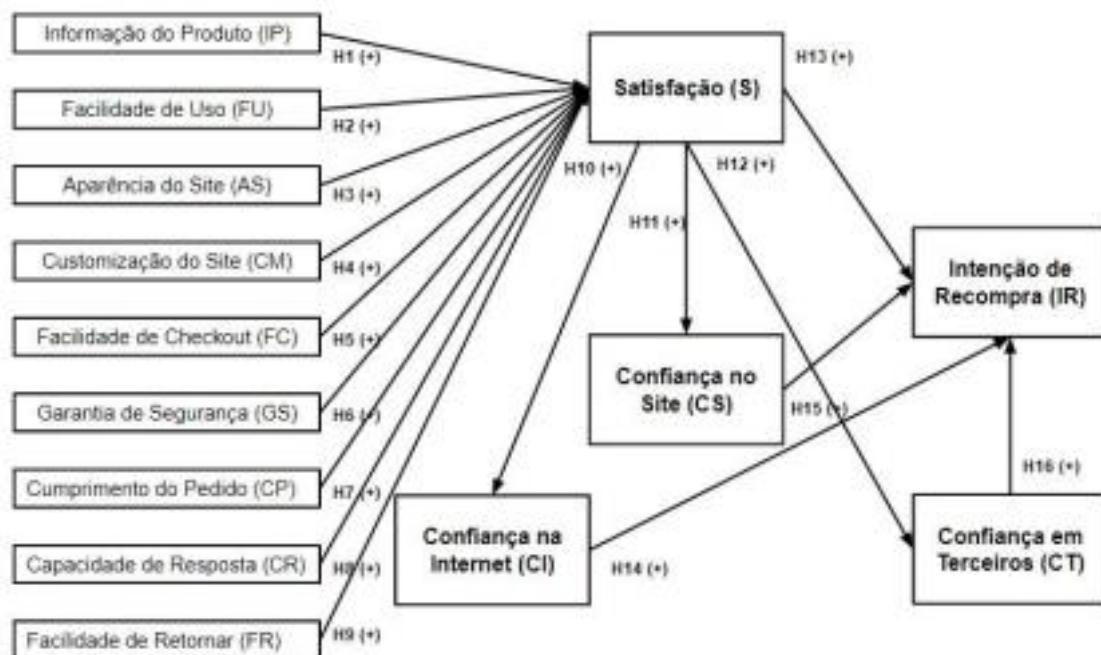 Informação do Produto (IP)
H1 (+)
Facilidade de Uso (FU)
H2 (+)
Aparência do Site (AS)
H3 (+)
Customização do Site (CM)
H4 (+)
Facilidade de Checkout (FC)
H5 (+)
Garantia de Segurança (GS)
H6 (+)
Cumprimento do Pedido (CP)
H7 (+)
Capacidade de Resposta (CR)
H8 (+)
Facilidade de Retornar (FR)
H9 (+)
Satisfação (S)
H13 (+)
H10 (+)
H12 (+)
H11 (+)
Intenção de
Recompra (IR)
Confiança no
Site (CS)
H15 (+)
H16 (+)
Confiança na
Internet (CI)
H14 (+)
Confiança em
Terceiros (CT)